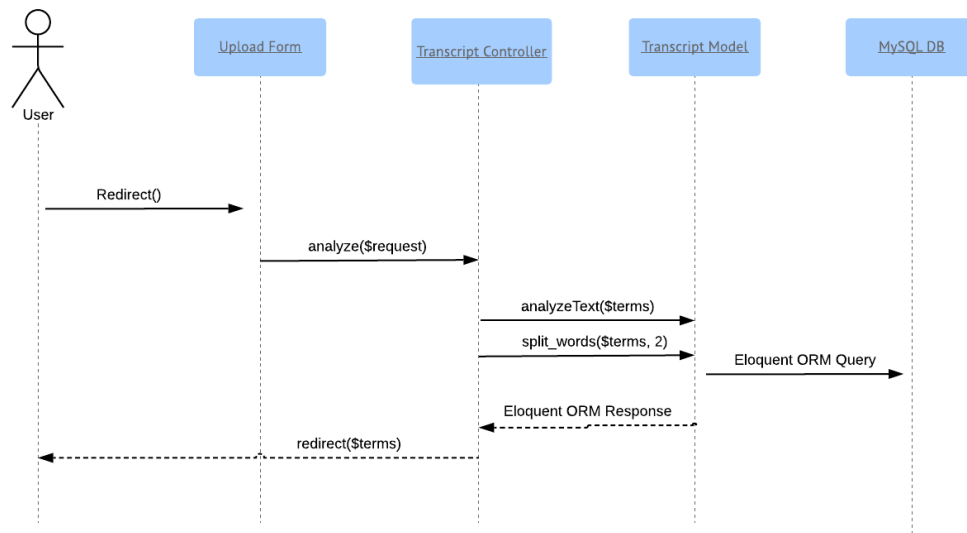 Upload Form
Transcript Controller
Transcript Model
MySQL DB
User
Redirect()
analyze($request)
analyzeText($terms)
split_words($terms, 2)
Eloquent ORM Query
Eloquent ORM Response
redirect($terms)